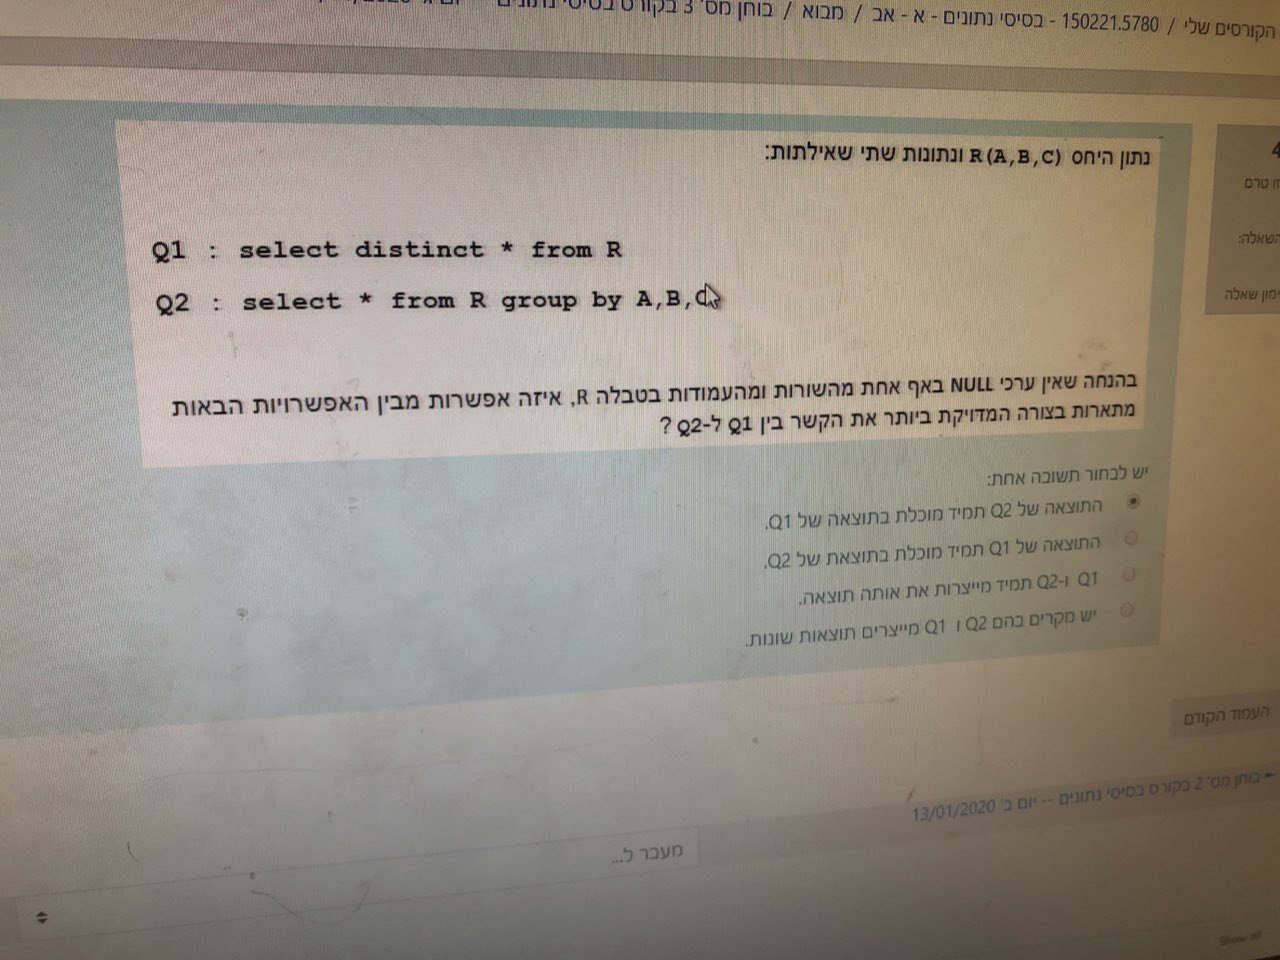 הקורסים שלי / 150221.5780 - בסיסי נתונים - א - אב / מבוא / בוחן מס' 3 בקורס בסיסי נתונים
4
השאלה:
שאלה
נתון היחס R(A,B,C) ונתונות שתי שאילתות:
Q1 : select distinct * from R
Q2 : select * from R group by A,B,C
בהנחה שאין ערכי NULL באף אחת מהשורות ומהעמודות בטבלה R, איזה אפשרות מבין האפשרויות הבאות
מתארות בצורה המדויקת ביותר את הקשר בין Q1 ל-Q2 ?
יש לבחור תשובה אחת:
התוצאה של Q2 תמיד מוכלת בתוצאה של Q1.
התוצאה של Q1 תמיד מוכלת בתוצאת של Q2.
Q1 ו-Q2 תמיד מייצרות את אותה תוצאה.
יש מקרים בהם Q2 ו Q1 מייצרים תוצאות שונות.
העמוד הקודם
בוחן מס' 2 בקורס בסיסי נתונים -- יום ב' 13/01/2020
מעבר ל...
Show all